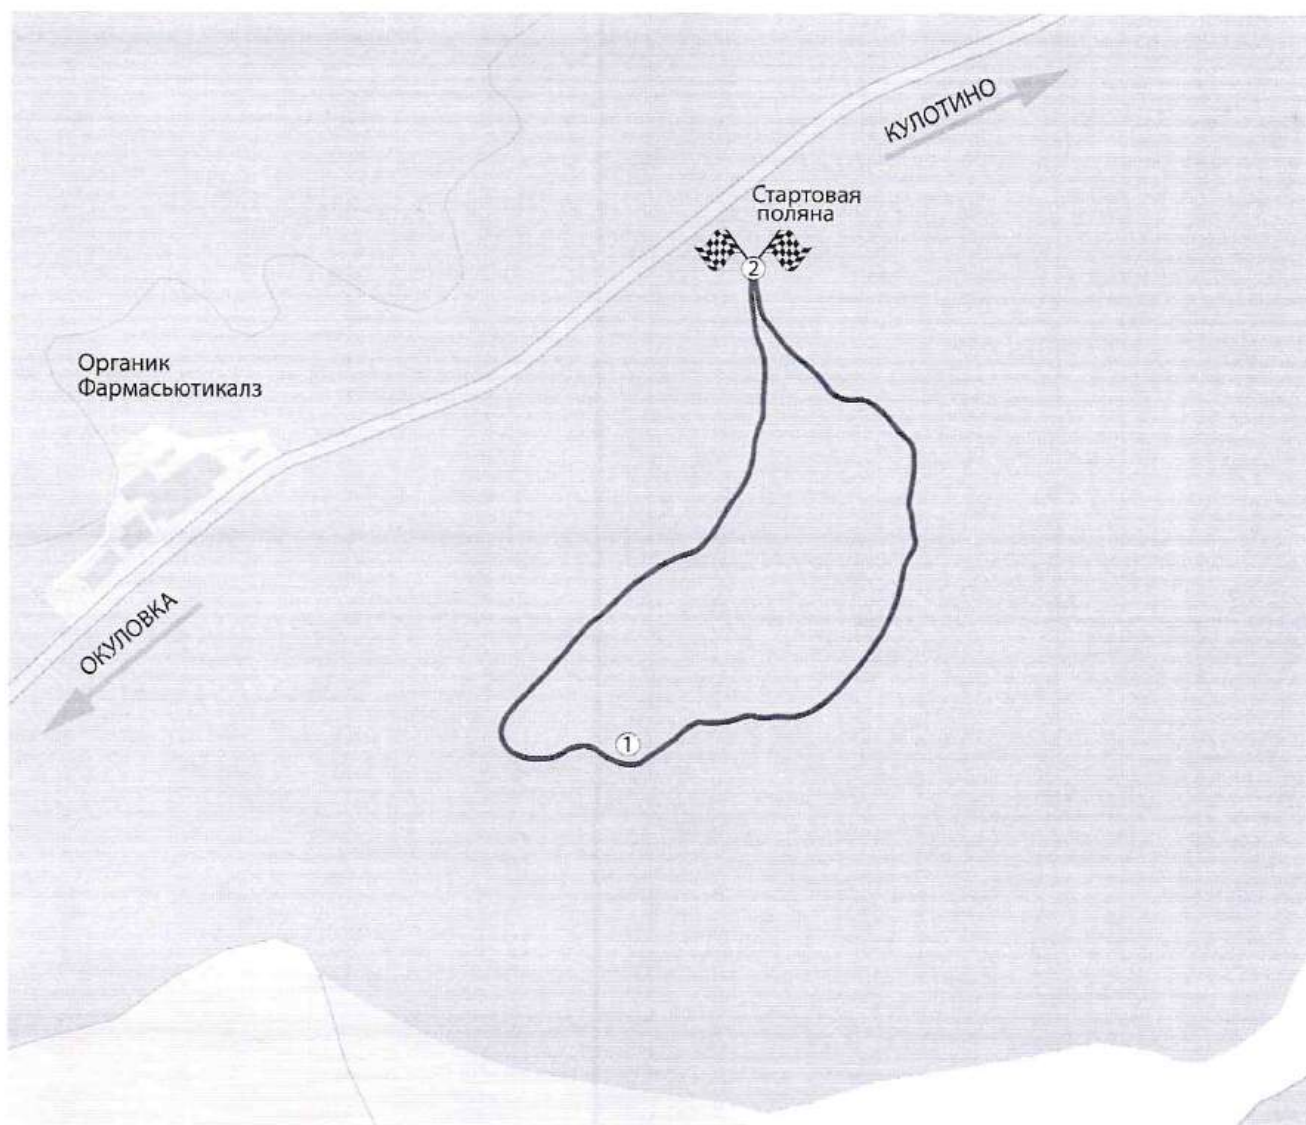 КУЛОТИНО
Стартовая
поляна
2
Органик
Фармасьютикалз
ОКУЛОВКА
1